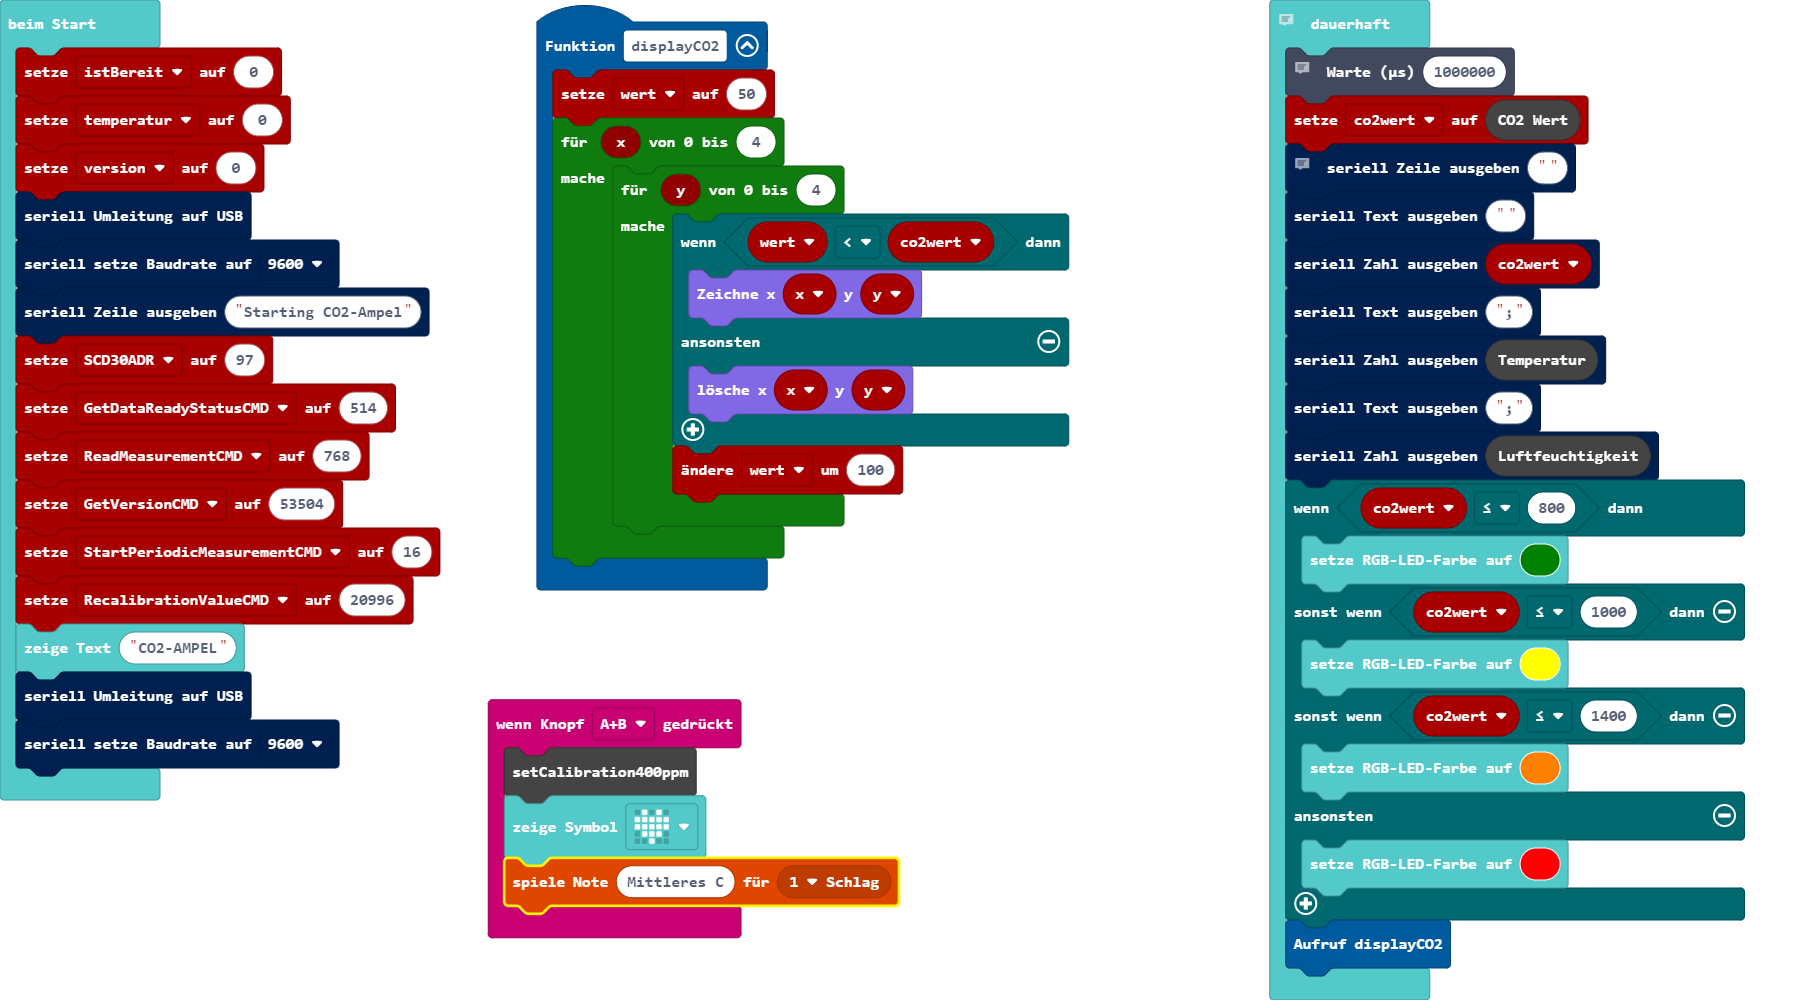 beim Start
setze istBereit auf 0
setze temperatur auf 0
setze version auf 0
seriell Umleitung auf USB
seriell setze Baudrate auf 9600
seriell Zeile ausgeben "Starting CO2-Ampel"
setze SCD30ADR auf 97
setze GetDataReadyStatusCMD auf 514
setze ReadMeasurementCMD auf 768
setze GetVersionCMD auf 53504
setze StartPeriodicMeasurementCMD auf 16
setze RecalibrationValueCMD auf 20996
zeige Text "CO2-AMPEL"
seriell Umleitung auf USB
seriell setze Baudrate auf 9600
Funktion displayCO2
setze wert auf 50
für x von 0 bis 4
mache
für y von 0 bis 4
mache
wenn wert < co2wert dann
Zeichne x x y y
ansonsten
lösche x x y y
ändere wert um 100
wenn Knopf A+B gedrückt
setCalibration400ppm
zeige Symbol
spiele Note Mittleres C für 1 Schlag
dauerhaft
Warte (µs) 1000000
setze co2wert auf CO2 Wert
seriell Zeile ausgeben " "
seriell Text ausgeben " "
seriell Zahl ausgeben co2wert
seriell Text ausgeben ";"
seriell Zahl ausgeben Temperatur
seriell Text ausgeben ";"
seriell Zahl ausgeben Luftfeuchtigkeit
wenn co2wert ≤ 800 dann
setze RGB-LED-Farbe auf
sonst wenn co2wert ≤ 1000 dann
setze RGB-LED-Farbe auf
sonst wenn co2wert ≤ 1400 dann
setze RGB-LED-Farbe auf
ansonsten
setze RGB-LED-Farbe auf
Aufruf displayCO2